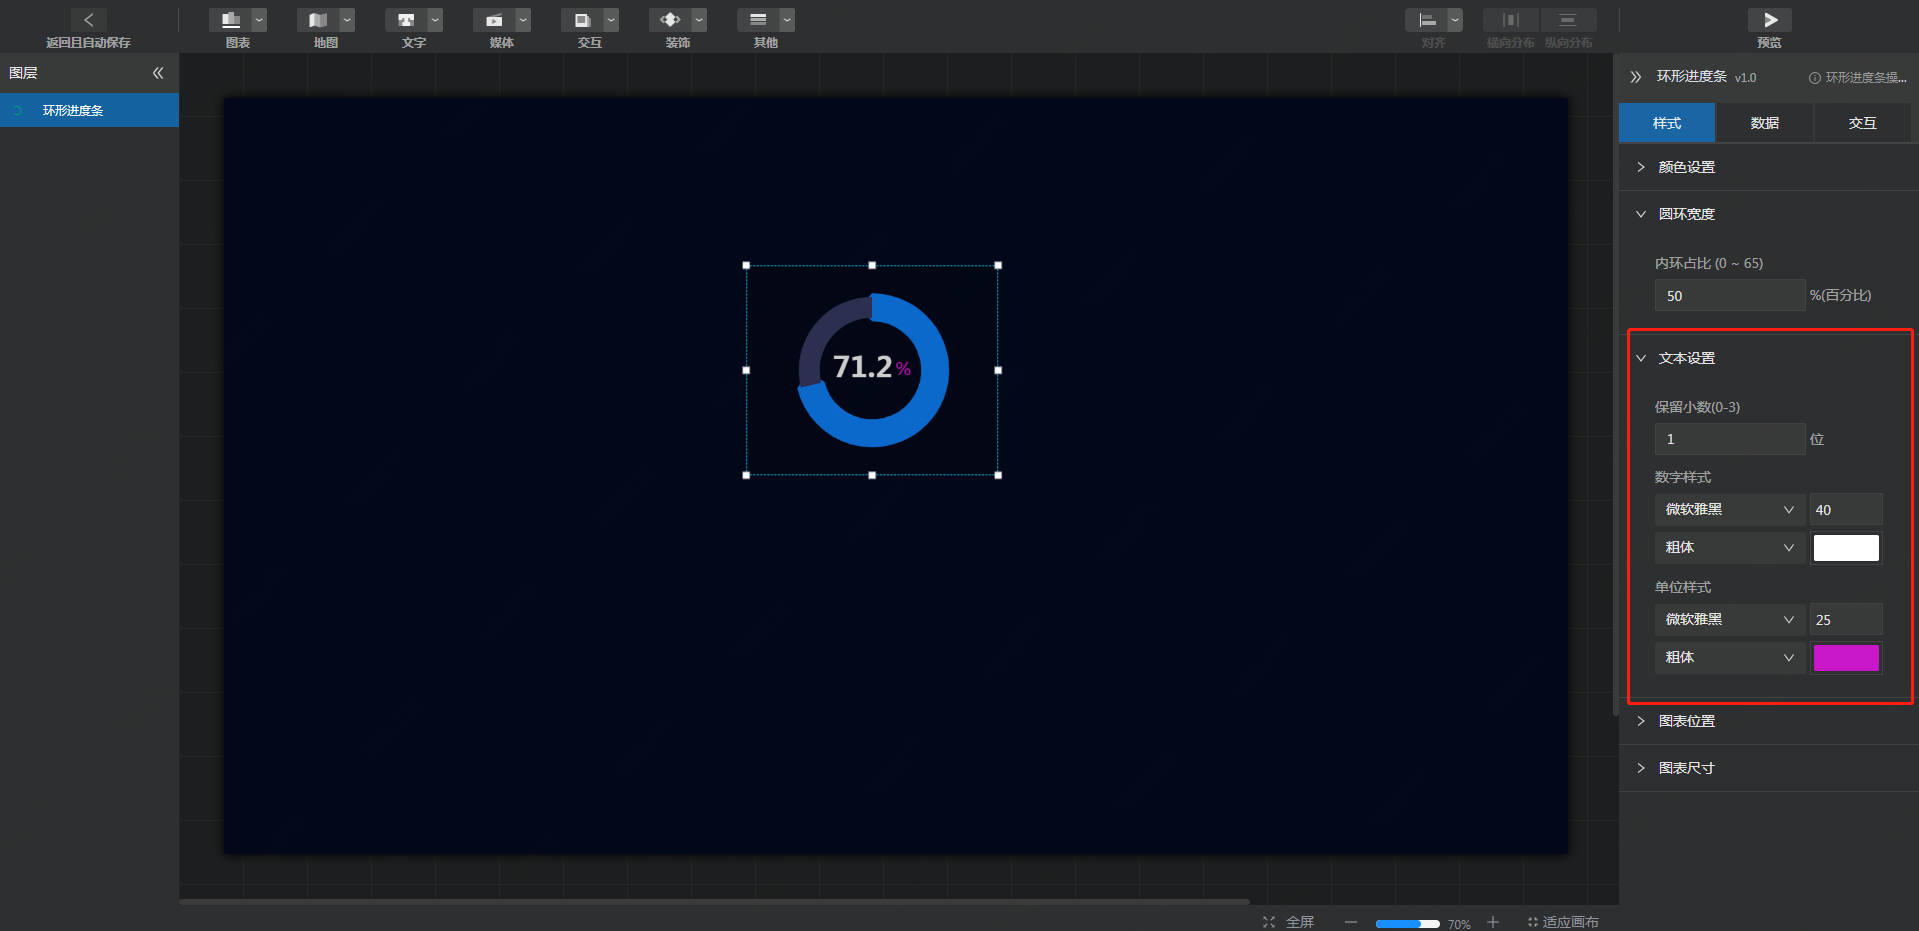 返回且自动保存
图表
地图
文字
媒体
交互
装饰
其他
对齐
横向分布
纵向分布
预览
图层
环形进度条
71.2%
环形进度条 v1.0
环形进度条操...
样式
数据
交互
颜色设置
圆环宽度
内环占比 (0 ~ 65)
50 %(百分比)
文本设置
保留小数(0-3)
1 位
数字样式
微软雅黑 40
粗体
单位样式
微软雅黑 25
粗体
图表位置
图表尺寸
全屏
70%
适应画布